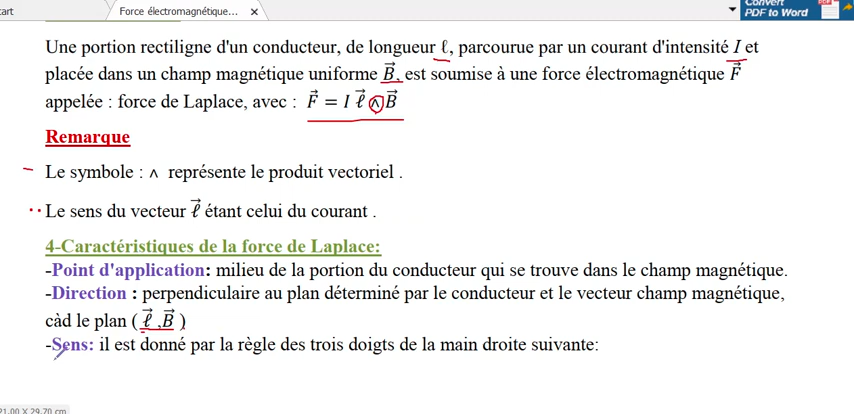 tart
Force électromagnétique... ×
Convert
PDF to Word
PDF
Une portion rectiligne d'un conducteur, de longueur ℓ, parcourue par un courant d'intensité I et
placée dans un champ magnétique uniforme B⃗, est soumise à une force électromagnétique F⃗
appelée : force de Laplace, avec : F⃗ = I ℓ⃗ ∧ B⃗
Remarque
Le symbole : ∧ représente le produit vectoriel .
Le sens du vecteur ℓ⃗ étant celui du courant .
4-Caractéristiques de la force de Laplace:
-Point d'application: milieu de la portion du conducteur qui se trouve dans le champ magnétique.
-Direction : perpendiculaire au plan déterminé par le conducteur et le vecteur champ magnétique,
càd le plan ( ℓ⃗ ,B⃗ )
-Sens: il est donné par la règle des trois doigts de la main droite suivante:
21,00 X 29,70 cm